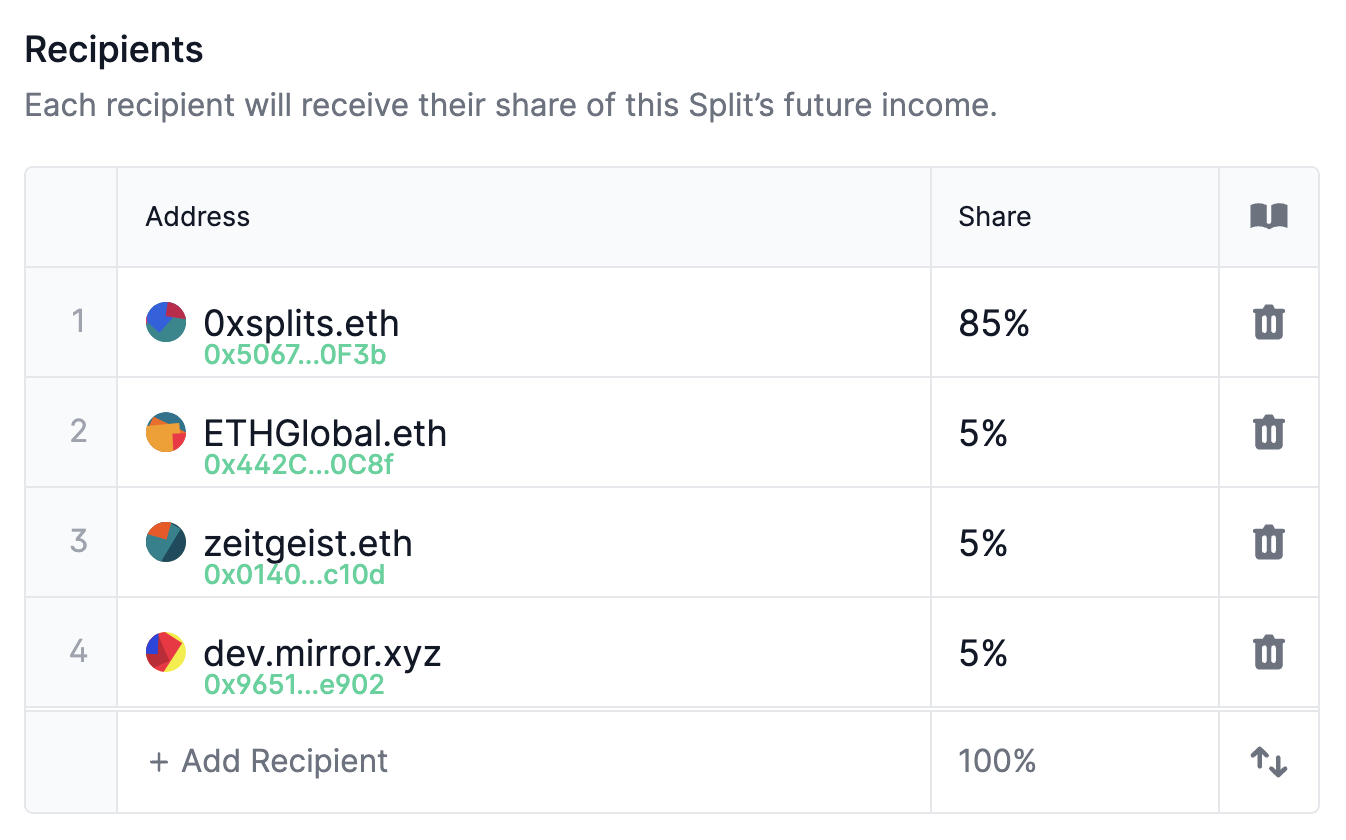 Recipients
Each recipient will receive their share of this Split’s future income.
Address Share
1 0xsplits.eth 85%
0x5067...0F3b
2 ETHGlobal.eth 5%
0x442C...0C8f
3 zeitgeist.eth 5%
0x0140...c10d
4 dev.mirror.xyz 5%
0x9651...e902
+ Add Recipient 100%